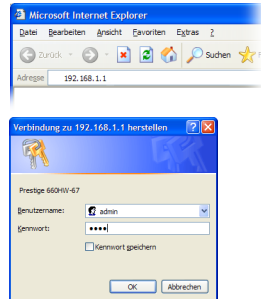 Microsoft Internet Explorer
Datei Bearbeiten Ansicht Favoriten Extras ?
Zurück Suchen
Adresse 192.168.1.1
Verbindung zu 192.168.1.1 herstellen
Prestige 660HW-67
Benutzername: admin
Kennwort: ••••
Kennwort speichern
OK Abbrechen